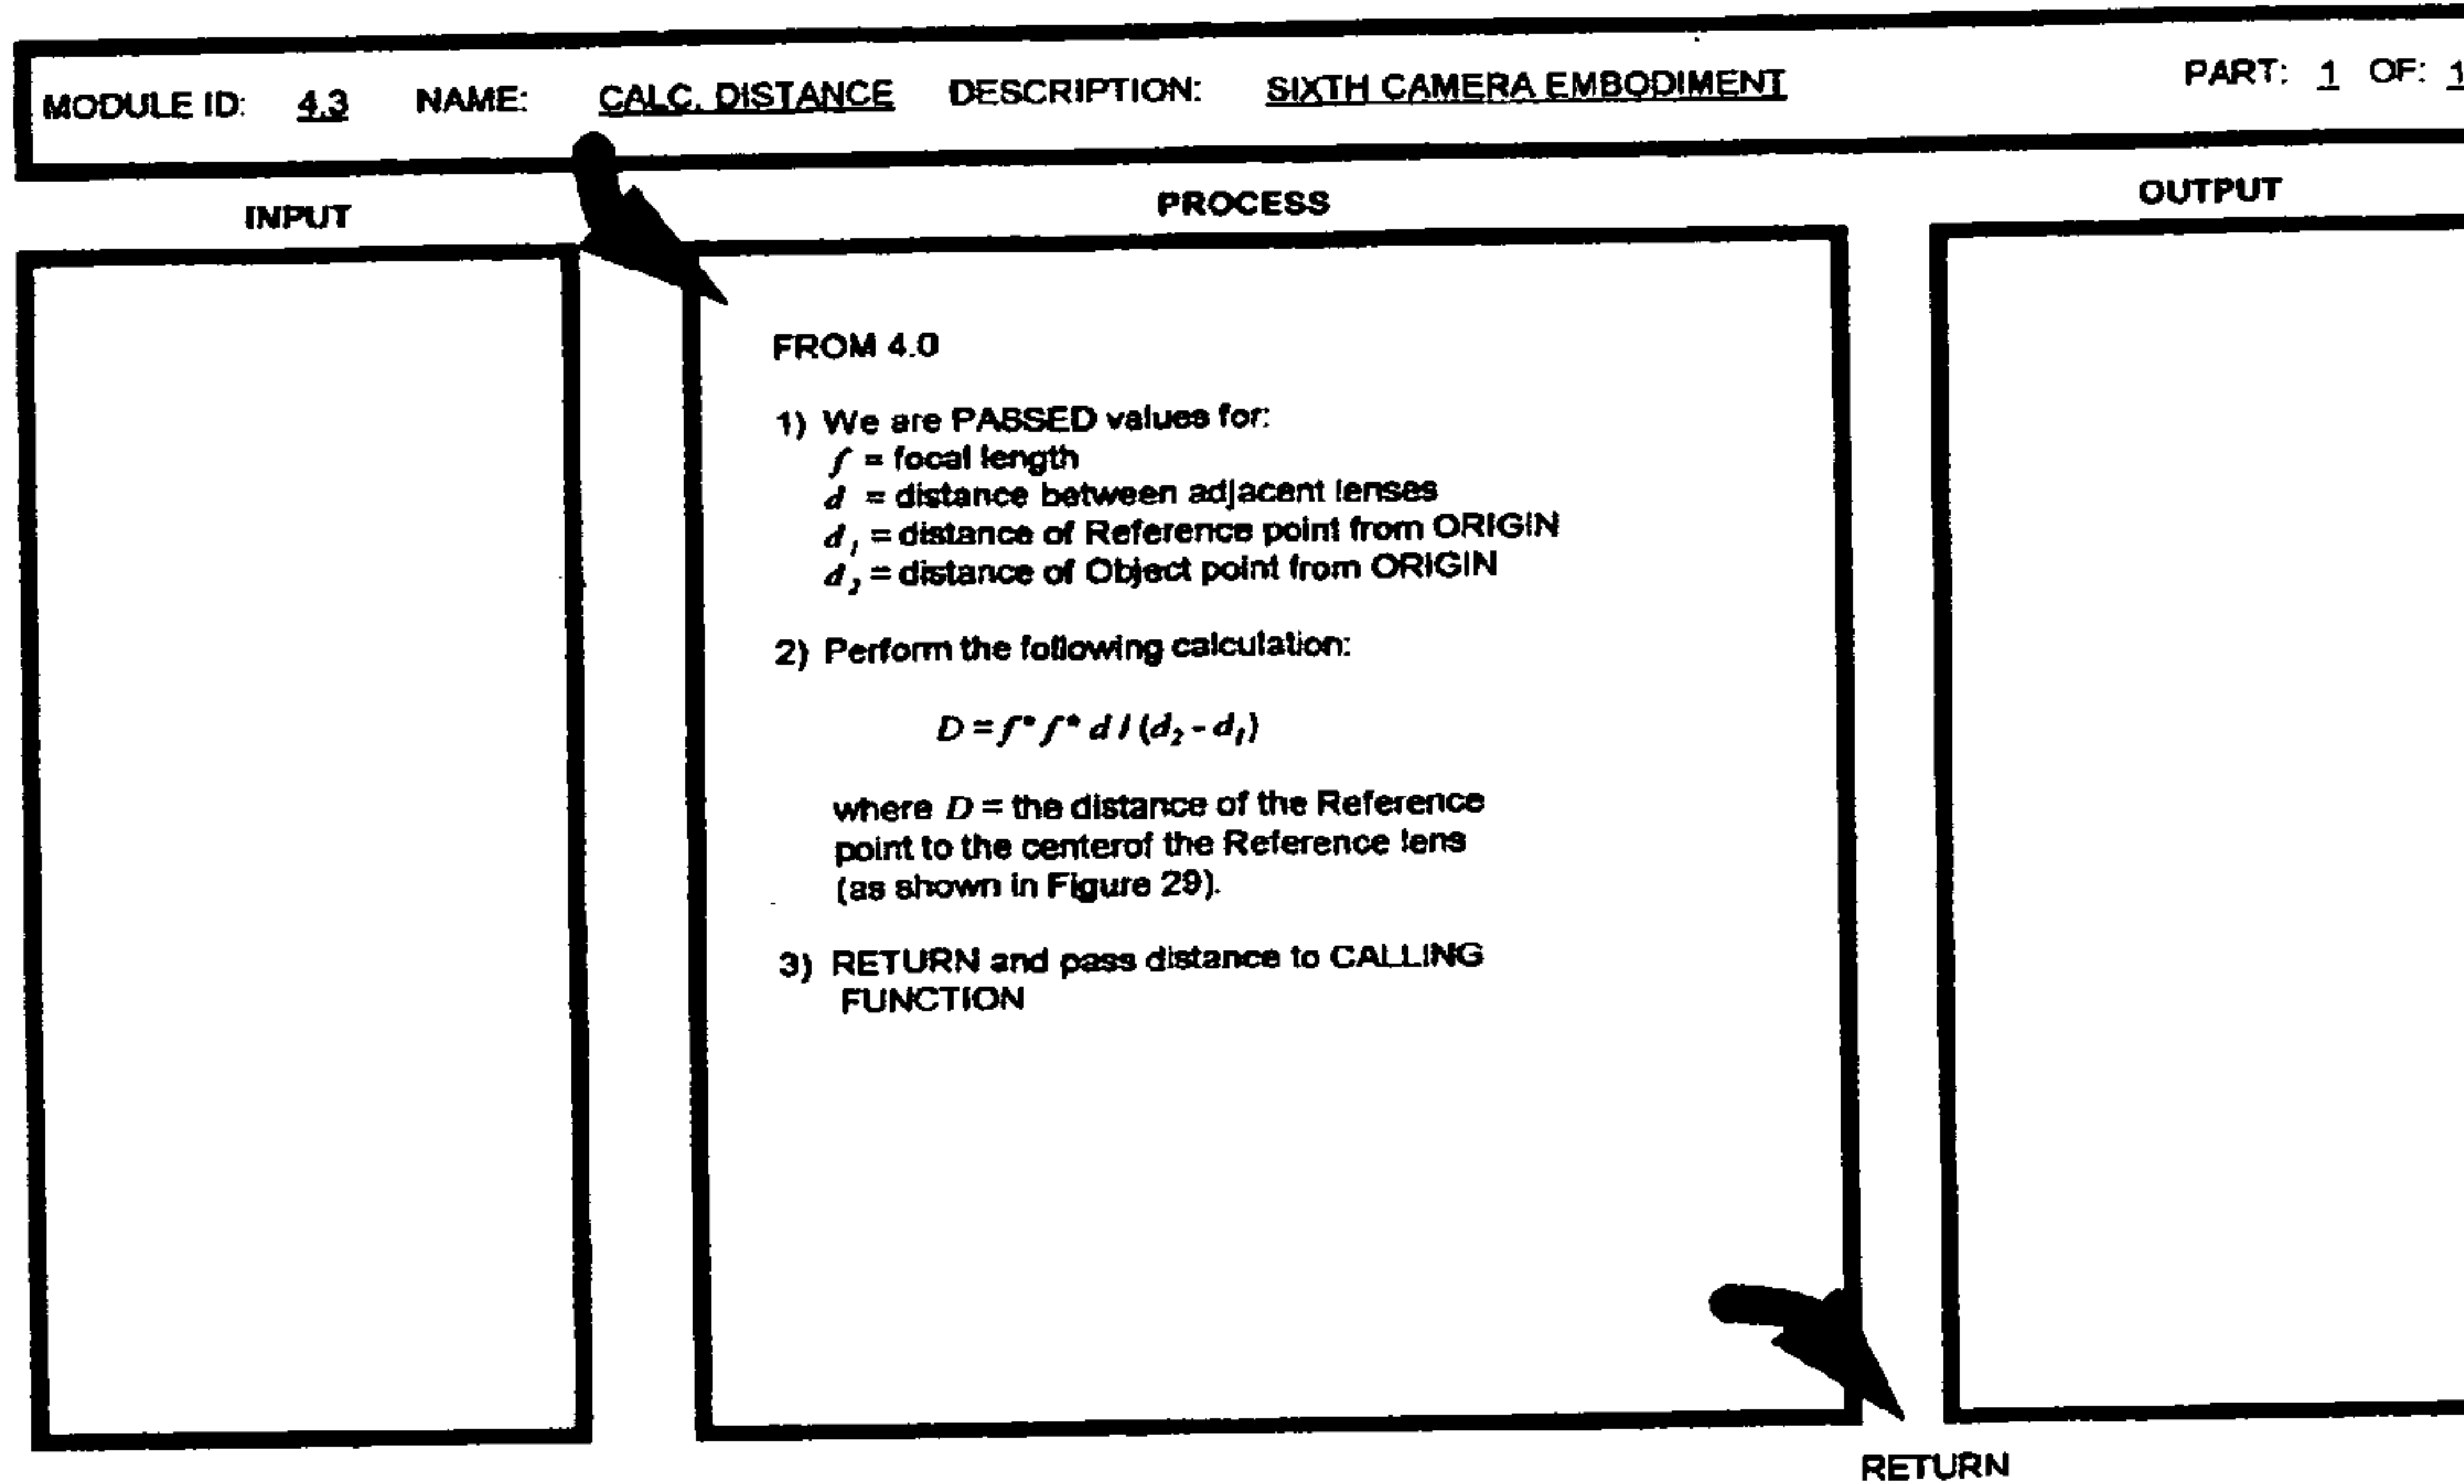 MODULE ID: 4.3 NAME: CALC. DISTANCE DESCRIPTION: SIXTH CAMERA EMBODIMENT PART: 1 OF: 1
INPUT PROCESS OUTPUT
FROM 4.0
1) We are PASSED values for:
f = focal length
d = distance between adjacent lenses
d₁ = distance of Reference point from ORIGIN
d₂ = distance of Object point from ORIGIN
2) Perform the following calculation:
D = f * f * d / (d₂ - d₁)
where D = the distance of the Reference
point to the centerof the Reference lens
(as shown in Figure 29).
3) RETURN and pass distance to CALLING
FUNCTION
RETURN